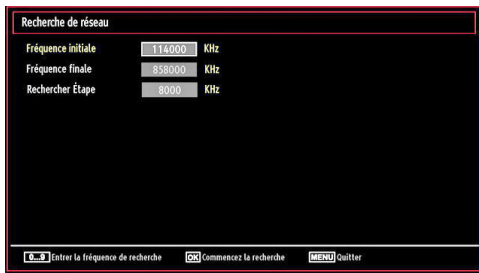 Recherche de réseau
Fréquence initiale 114000 KHz
Fréquence finale 858000 KHz
Rechercher Étape 8000 KHz
0...9 Entrer la fréquence de recherche OK Commencez la recherche MENU Quitter